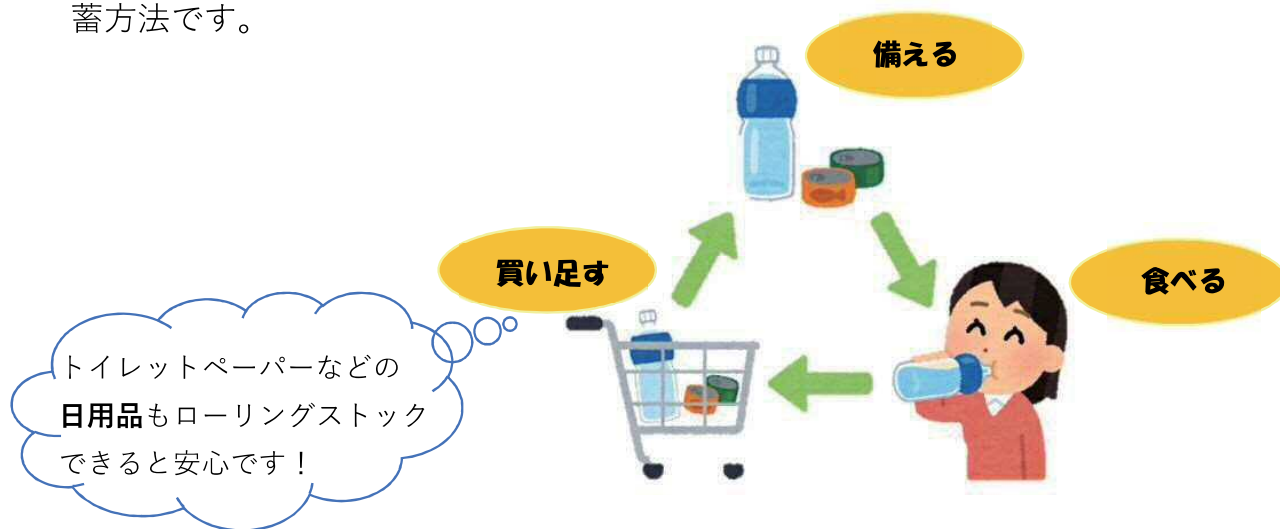 蓄方法です。
備える
買い足す
食べる
トイレットペーパーなどの
日用品もローリングストック
できると安心です！